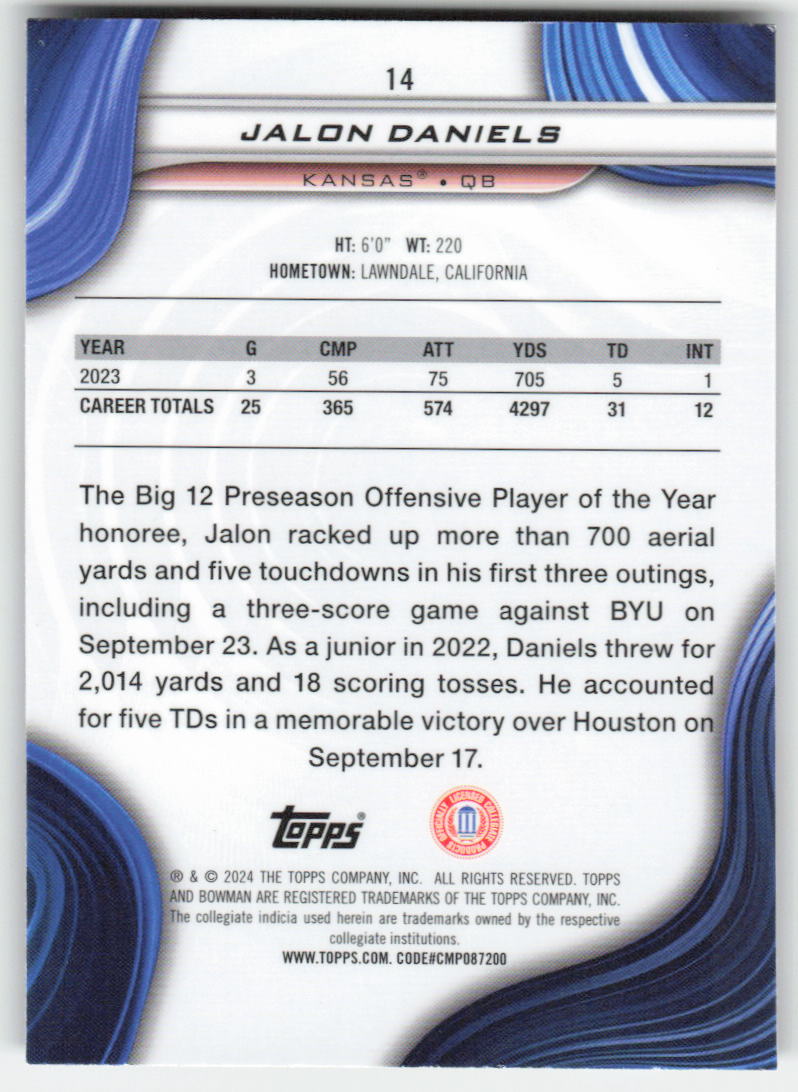 14
JALON DANIELS
KANSAS® • QB
HT: 6'0" WT: 220
HOMETOWN: LAWNDALE, CALIFORNIA
YEAR G CMP ATT YDS TD INT
2023 3 56 75 705 5 1
CAREER TOTALS 25 365 574 4297 31 12
The Big 12 Preseason Offensive Player of the Year
honoree, Jalon racked up more than 700 aerial
yards and five touchdowns in his first three outings,
including a three-score game against BYU on
September 23. As a junior in 2022, Daniels threw for
2,014 yards and 18 scoring tosses. He accounted
for five TDs in a memorable victory over Houston on
September 17.
topps®
OFFICIALLY LICENSED COLLEGIATE PRODUCTS
® & © 2024 THE TOPPS COMPANY, INC. ALL RIGHTS RESERVED. TOPPS
AND BOWMAN ARE REGISTERED TRADEMARKS OF THE TOPPS COMPANY, INC.
The collegiate indicia used herein are trademarks owned by the respective
collegiate institutions.
WWW.TOPPS.COM. CODE#CMP087200